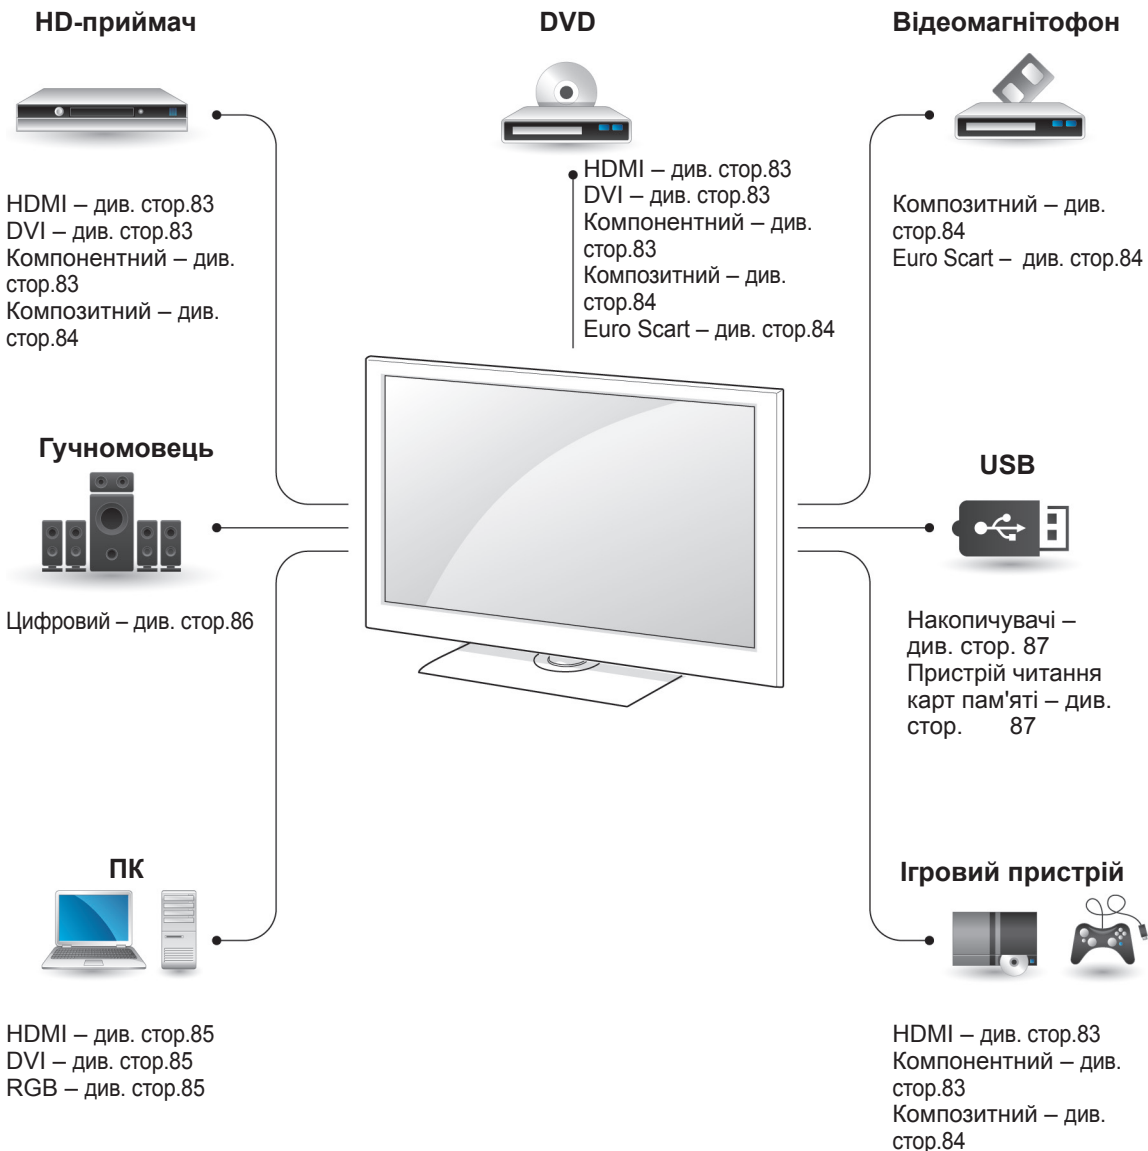 HD-приймач
HDMI – див. стор.83
DVI – див. стор.83
Компонентний – див.
стор.83
Композитний – див.
стор.84
DVD
HDMI – див. стор.83
DVI – див. стор.83
Компонентний – див.
стор.83
Композитний – див.
стор.84
Euro Scart – див. стор.84
Відеомагнітофон
Композитний – див.
стор.84
Euro Scart – див. стор.84
Гучномовець
Цифровий – див. стор.86
USB
Накопичувачі –
див. стор. 87
Пристрій читання
карт пам'яті – див.
стор. 87
ПК
HDMI – див. стор.85
DVI – див. стор.85
RGB – див. стор.85
Ігровий пристрій
HDMI – див. стор.83
Компонентний – див.
стор.83
Композитний – див.
стор.84